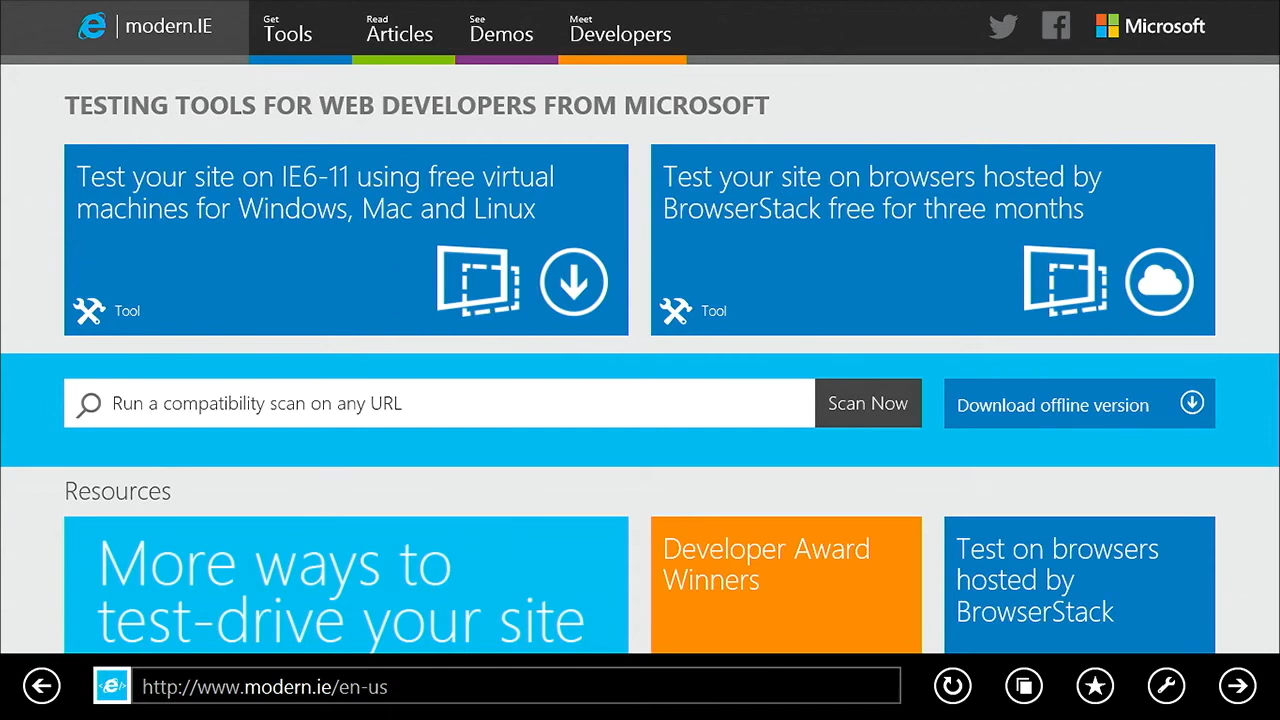 modern.IE
Get
Tools
Read
Articles
See
Demos
Meet
Developers
Microsoft
TESTING TOOLS FOR WEB DEVELOPERS FROM MICROSOFT
Test your site on IE6-11 using free virtual
machines for Windows, Mac and Linux
Tool
Test your site on browsers hosted by
BrowserStack free for three months
Tool
Run a compatibility scan on any URL
Scan Now
Download offline version
Resources
More ways to
test-drive your site
Developer Award
Winners
Test on browsers
hosted by
BrowserStack
http://www.modern.ie/en-us